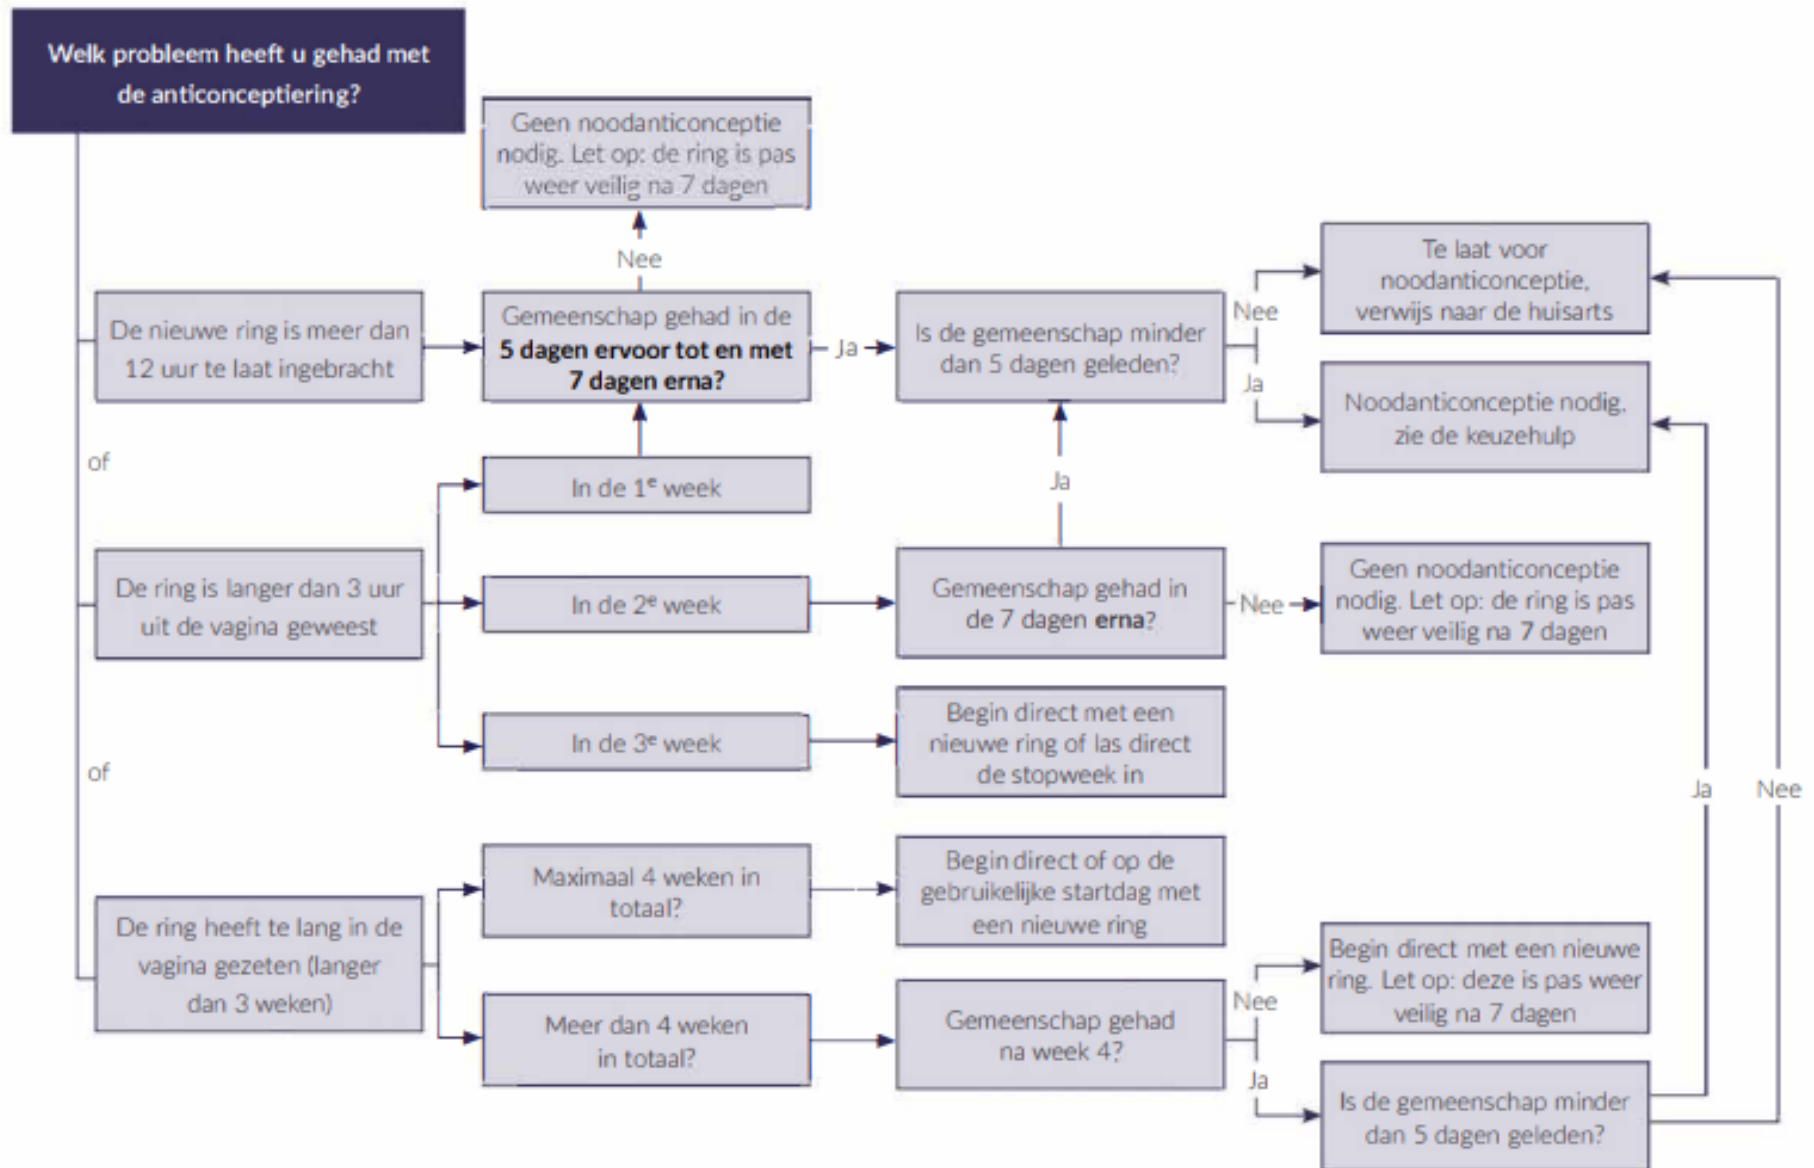 Welk probleem heeft u gehad met
de anticonceptiering?
Geen noodanticonceptie
nodig. Let op: de ring is pas
weer veilig na 7 dagen
Nee
De nieuwe ring is meer dan
12 uur te laat ingebracht
Gemeenschap gehad in de
5 dagen ervoor tot en met
7 dagen erna?
Ja
Is de gemeenschap minder
dan 5 dagen geleden?
Nee
Ja
Te laat voor
noodanticonceptie,
verwijs naar de huisarts
Noodanticonceptie nodig,
zie de keuzehulp
of
In de 1e week
Ja
De ring is langer dan 3 uur
uit de vagina geweest
In de 2e week
Gemeenschap gehad in
de 7 dagen erna?
Nee
Geen noodanticonceptie
nodig. Let op: de ring is pas
weer veilig na 7 dagen
In de 3e week
Begin direct met een
nieuwe ring of las direct
de stopweek in
of
Ja
Nee
De ring heeft te lang in de
vagina gezeten (langer
dan 3 weken)
Maximaal 4 weken in
totaal?
Begin direct of op de
gebruikelijke startdag met
een nieuwe ring
Meer dan 4 weken
in totaal?
Gemeenschap gehad
na week 4?
Nee
Ja
Begin direct met een nieuwe
ring. Let op: deze is pas weer
veilig na 7 dagen
Is de gemeenschap minder
dan 5 dagen geleden?